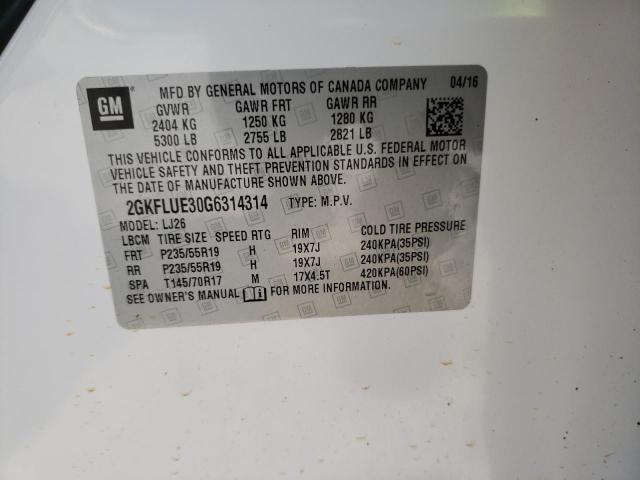 GM
MFD BY GENERAL MOTORS OF CANADA COMPANY 04/16
GVWR GAWR FRT GAWR RR
2404 KG 1250 KG 1280 KG
5300 LB 2755 LB 2821 LB
THIS VEHICLE CONFORMS TO ALL APPLICABLE U.S. FEDERAL MOTOR
VEHICLE SAFETY AND THEFT PREVENTION STANDARDS IN EFFECT ON
THE DATE OF MANUFACTURE SHOWN ABOVE.
2GKFLUE30G6314314 TYPE: M.P.V.
MODEL: LJ26
LBCM TIRE SIZE SPEED RTG RIM COLD TIRE PRESSURE
FRT P235/55R19 H 19X7J 240KPA(35PSI)
RR P235/55R19 H 19X7J 240KPA(35PSI)
SPA T145/70R17 M 17X4.5T 420KPA(60PSI)
SEE OWNER'S MANUAL FOR MORE INFORMATION.